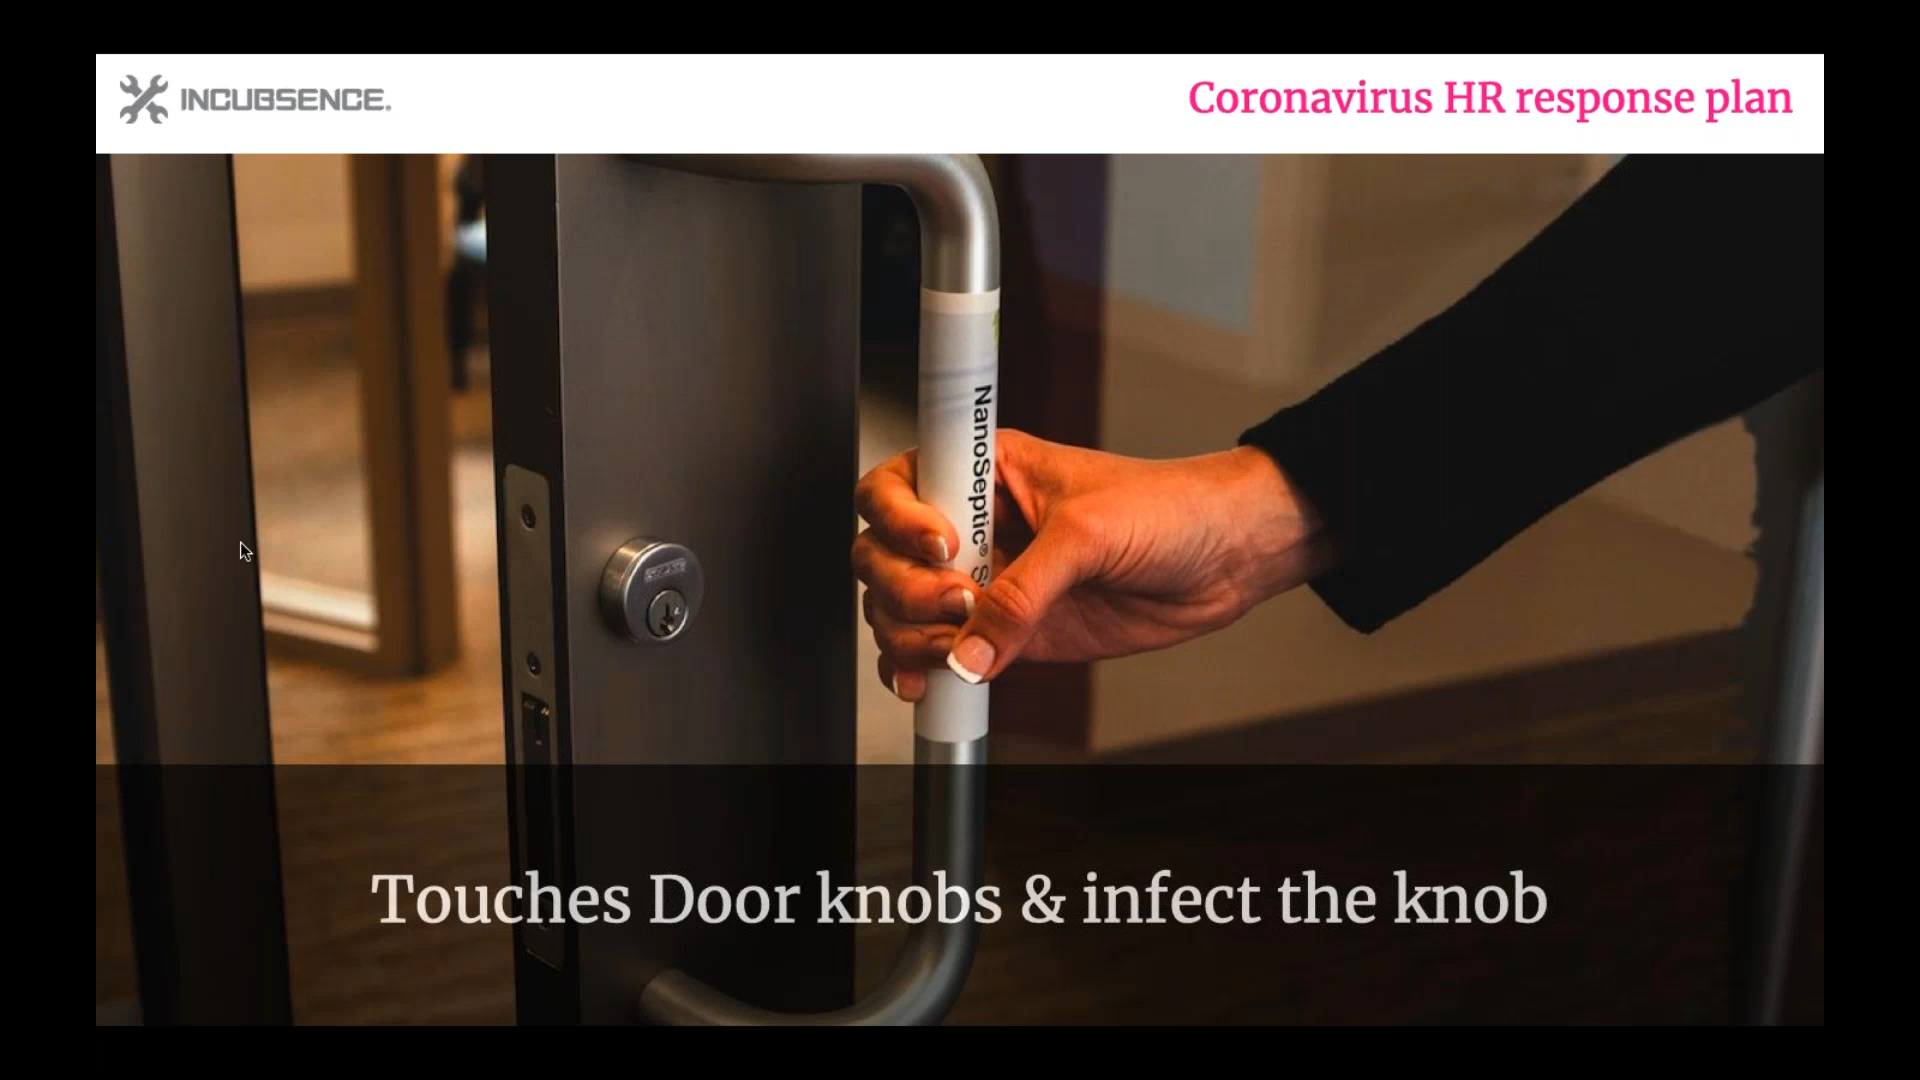 INCUBSENCE.
Coronavirus HR response plan
NanoSeptic®
Touches Door knobs & infect the knob